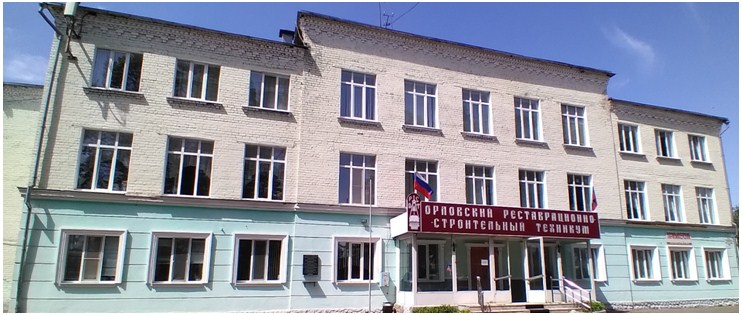 ОРЛОВСКИЙ РЕСТАВРАЦИОННО
-СТРОИТЕЛЬНЫЙ ТЕХНИКУМ